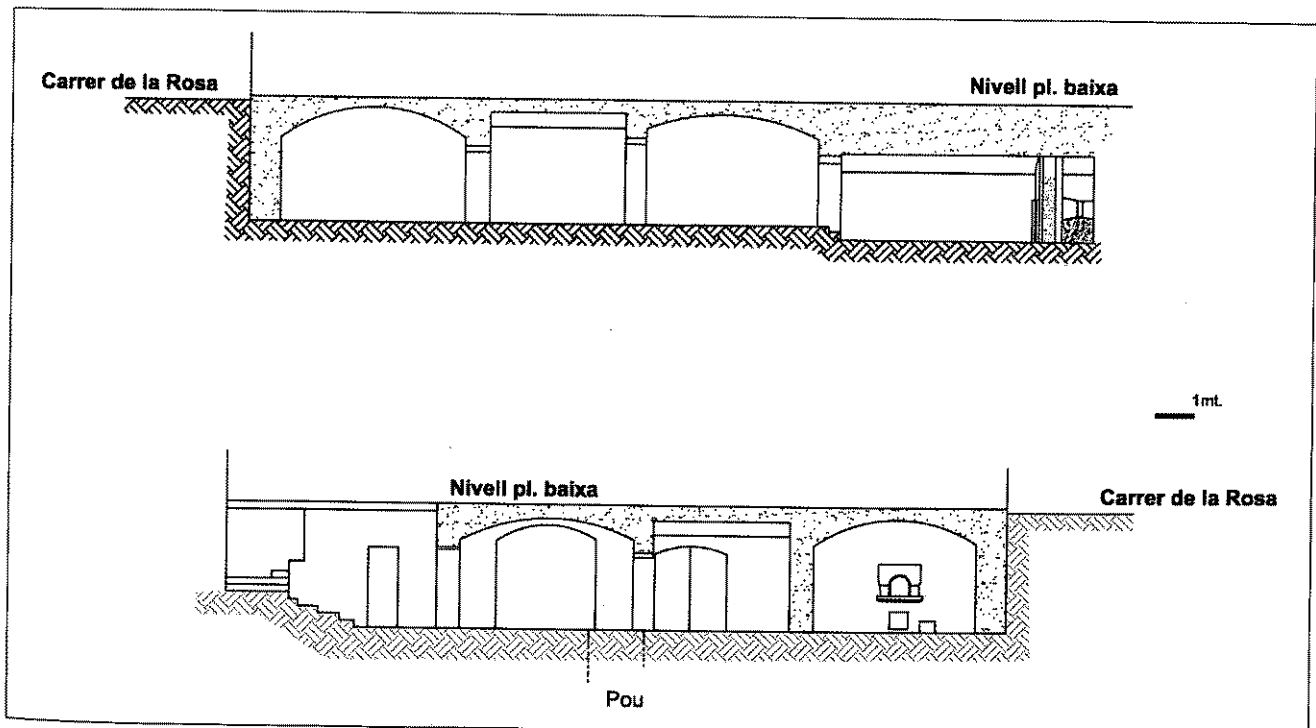 Carrer de la Rosa
Nivell pl. baixa
1mt.
Nivell pl. baixa
Carrer de la Rosa
Pou